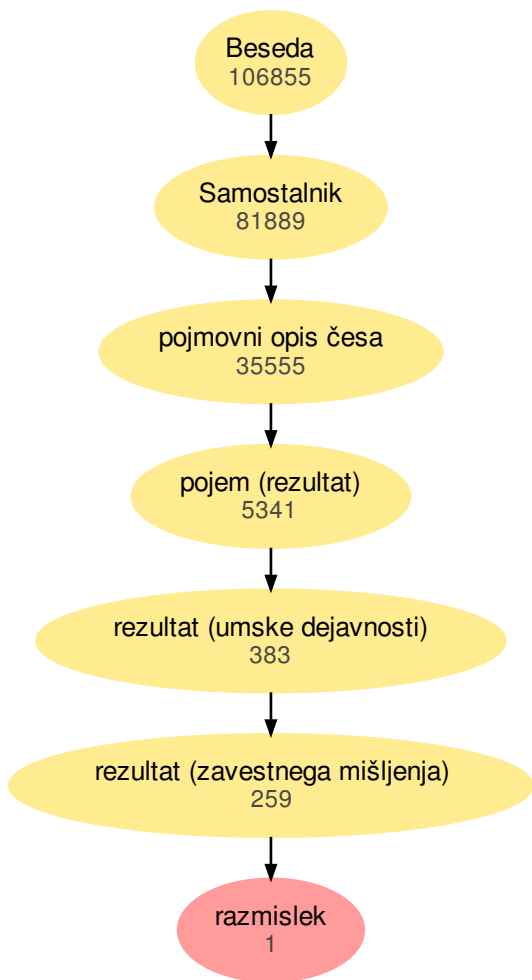 Beseda
106855
Samostalnik
81889
pojmovni opis česa
35555
pojem (rezultat)
5341
rezultat (umske dejavnosti)
383
rezultat (zavestnega mišljenja)
259
razmislek
1